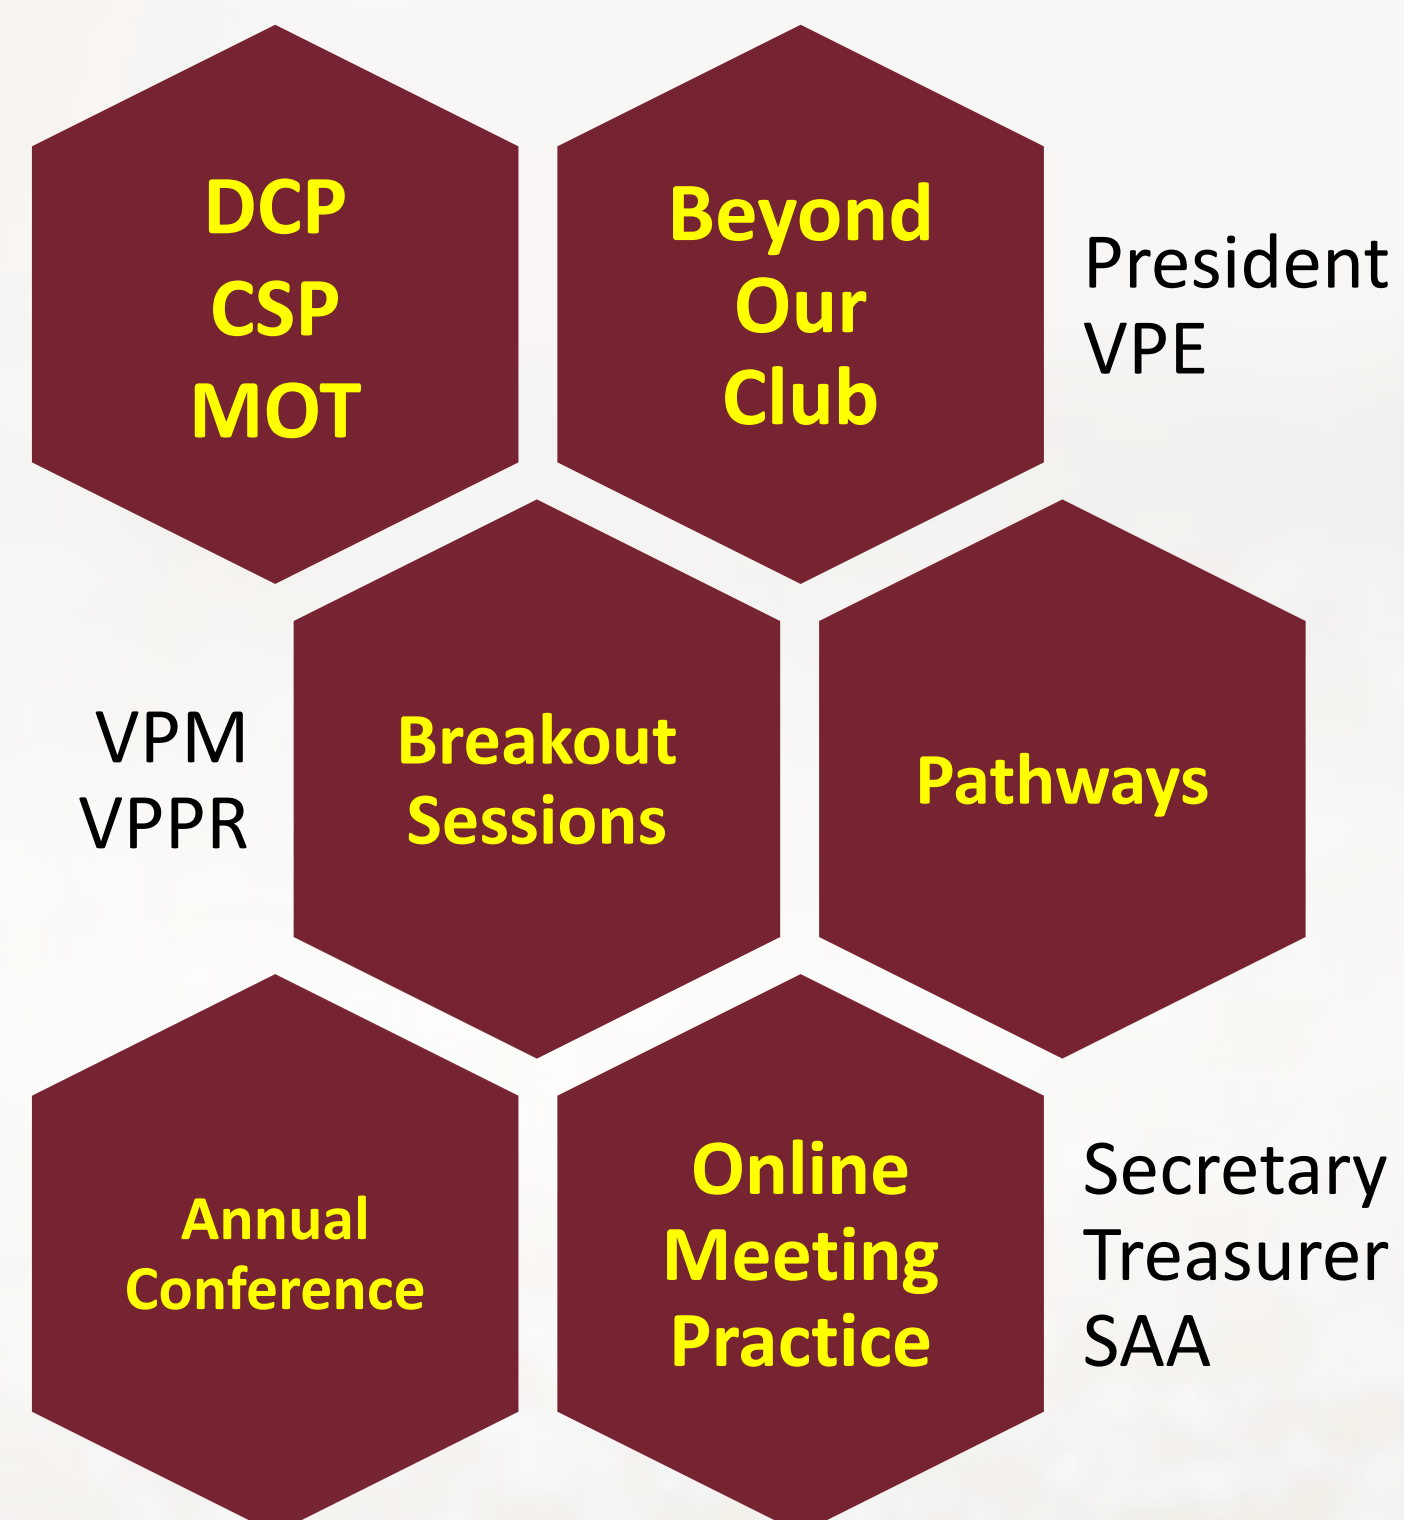 DCP
CSP
MOT
Beyond
Our
Club
President
VPE
VPM
VPPR
Breakout
Sessions
Pathways
Annual
Conference
Online
Meeting
Practice
Secretary
Treasurer
SAA